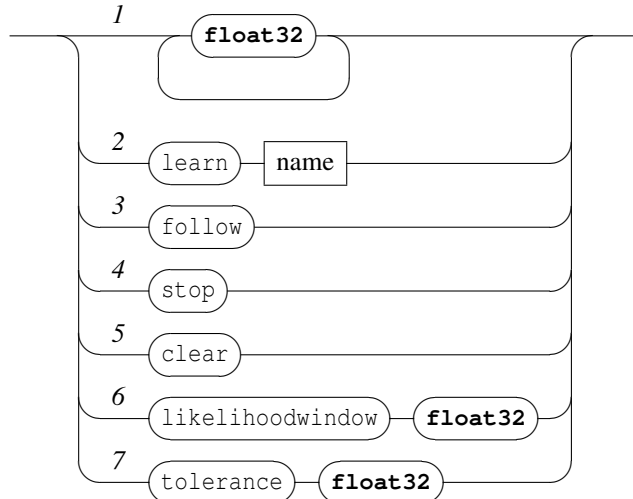 1 float32
2 learn name
3 follow
4 stop
5 clear
6 likelihoodwindow float32
7 tolerance float32